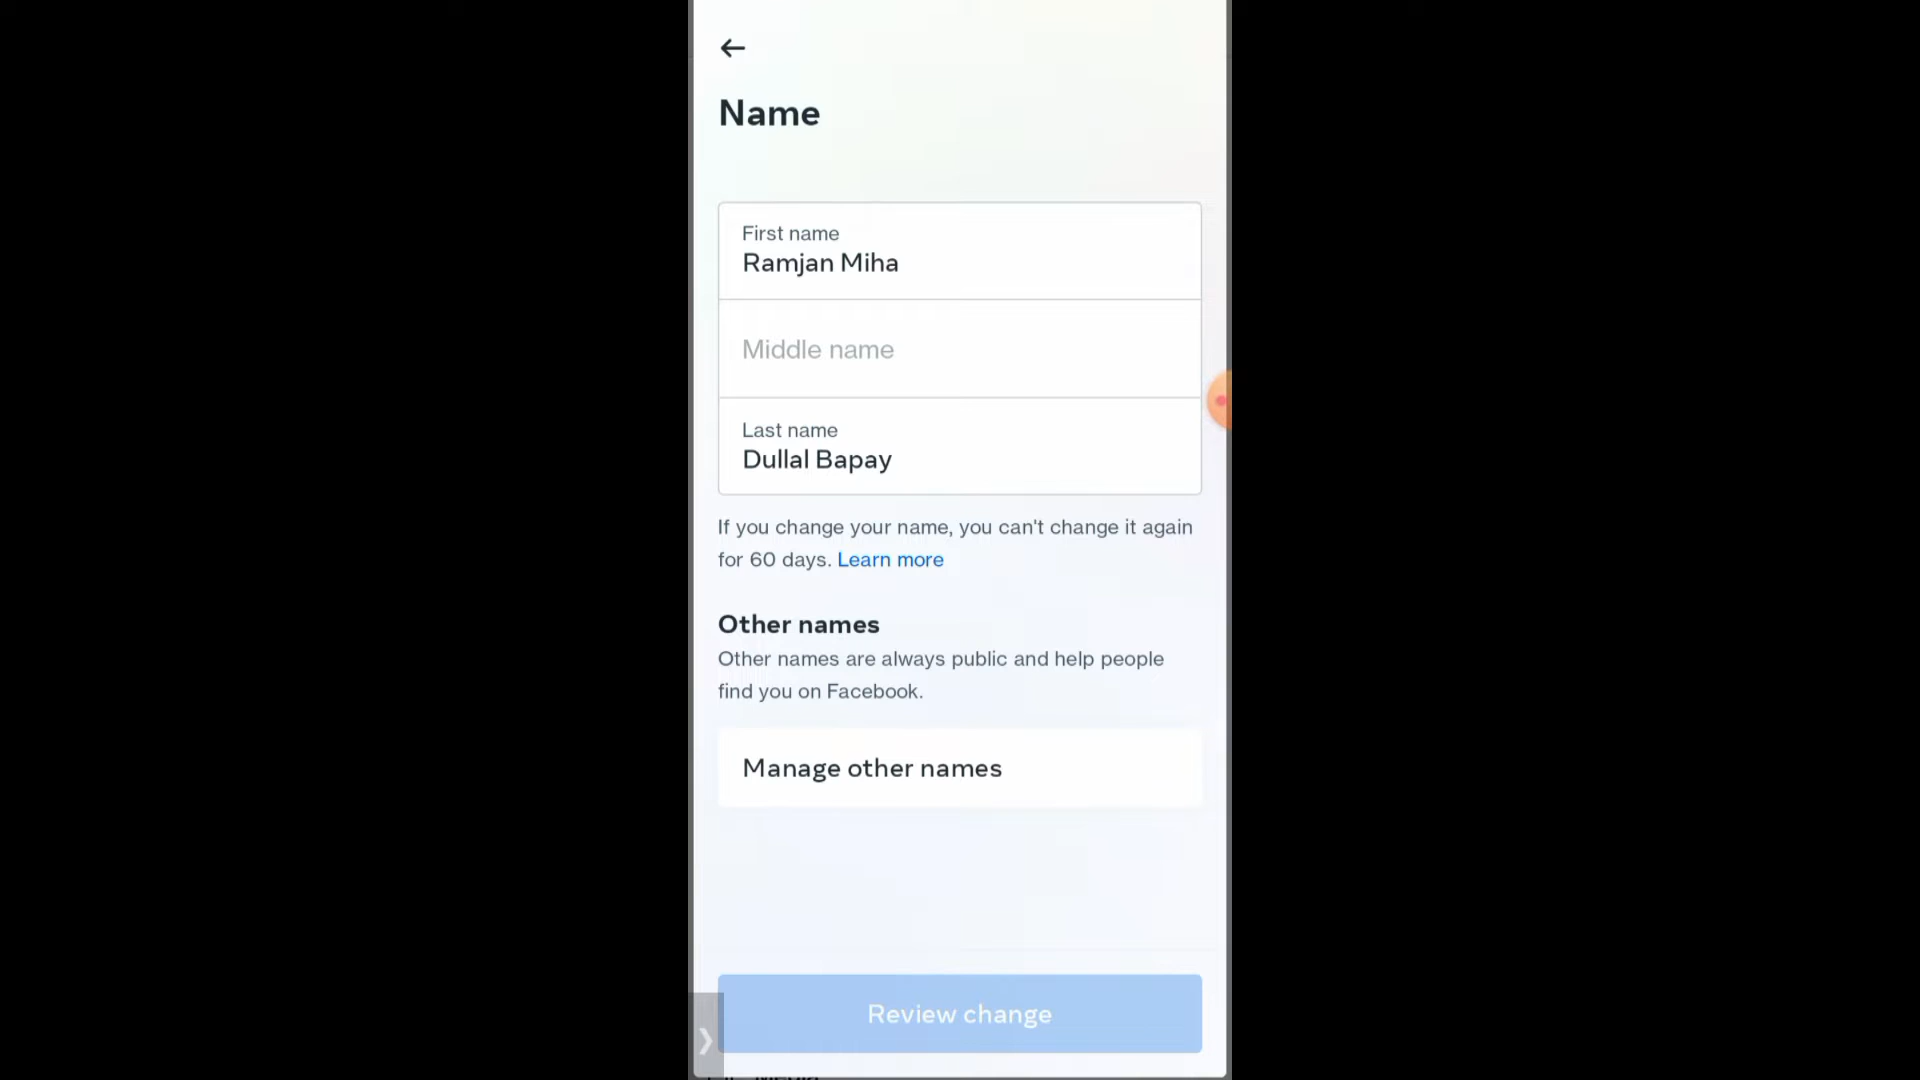 Name
First name
Ramjan Miha
Middle name
Last name
Dullal Bapay
If you change your name, you can't change it again
for 60 days. Learn more
Other names
Other names are always public and help people
find you on Facebook.
Manage other names
Review change